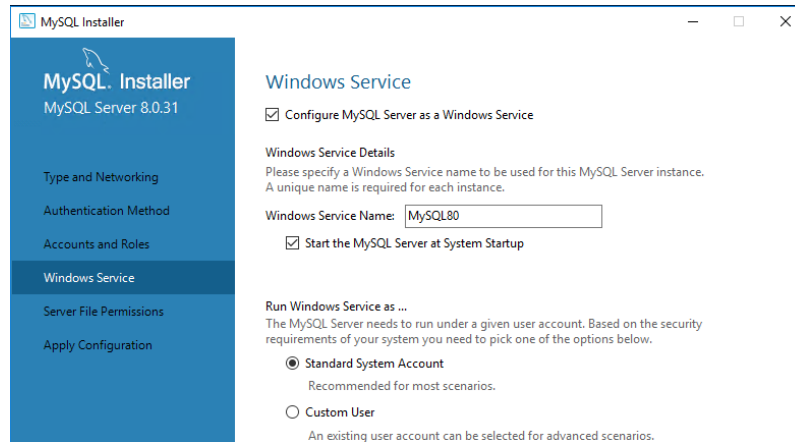 MySQL Installer
MySQL. Installer
MySQL Server 8.0.31
Type and Networking
Authentication Method
Accounts and Roles
Windows Service
Server File Permissions
Apply Configuration
Windows Service
Configure MySQL Server as a Windows Service
Windows Service Details
Please specify a Windows Service name to be used for this MySQL Server instance.
A unique name is required for each instance.
Windows Service Name: MySQL80
Start the MySQL Server at System Startup
Run Windows Service as ...
The MySQL Server needs to run under a given user account. Based on the security
requirements of your system you need to pick one of the options below.
Standard System Account
Recommended for most scenarios.
Custom User
An existing user account can be selected for advanced scenarios.